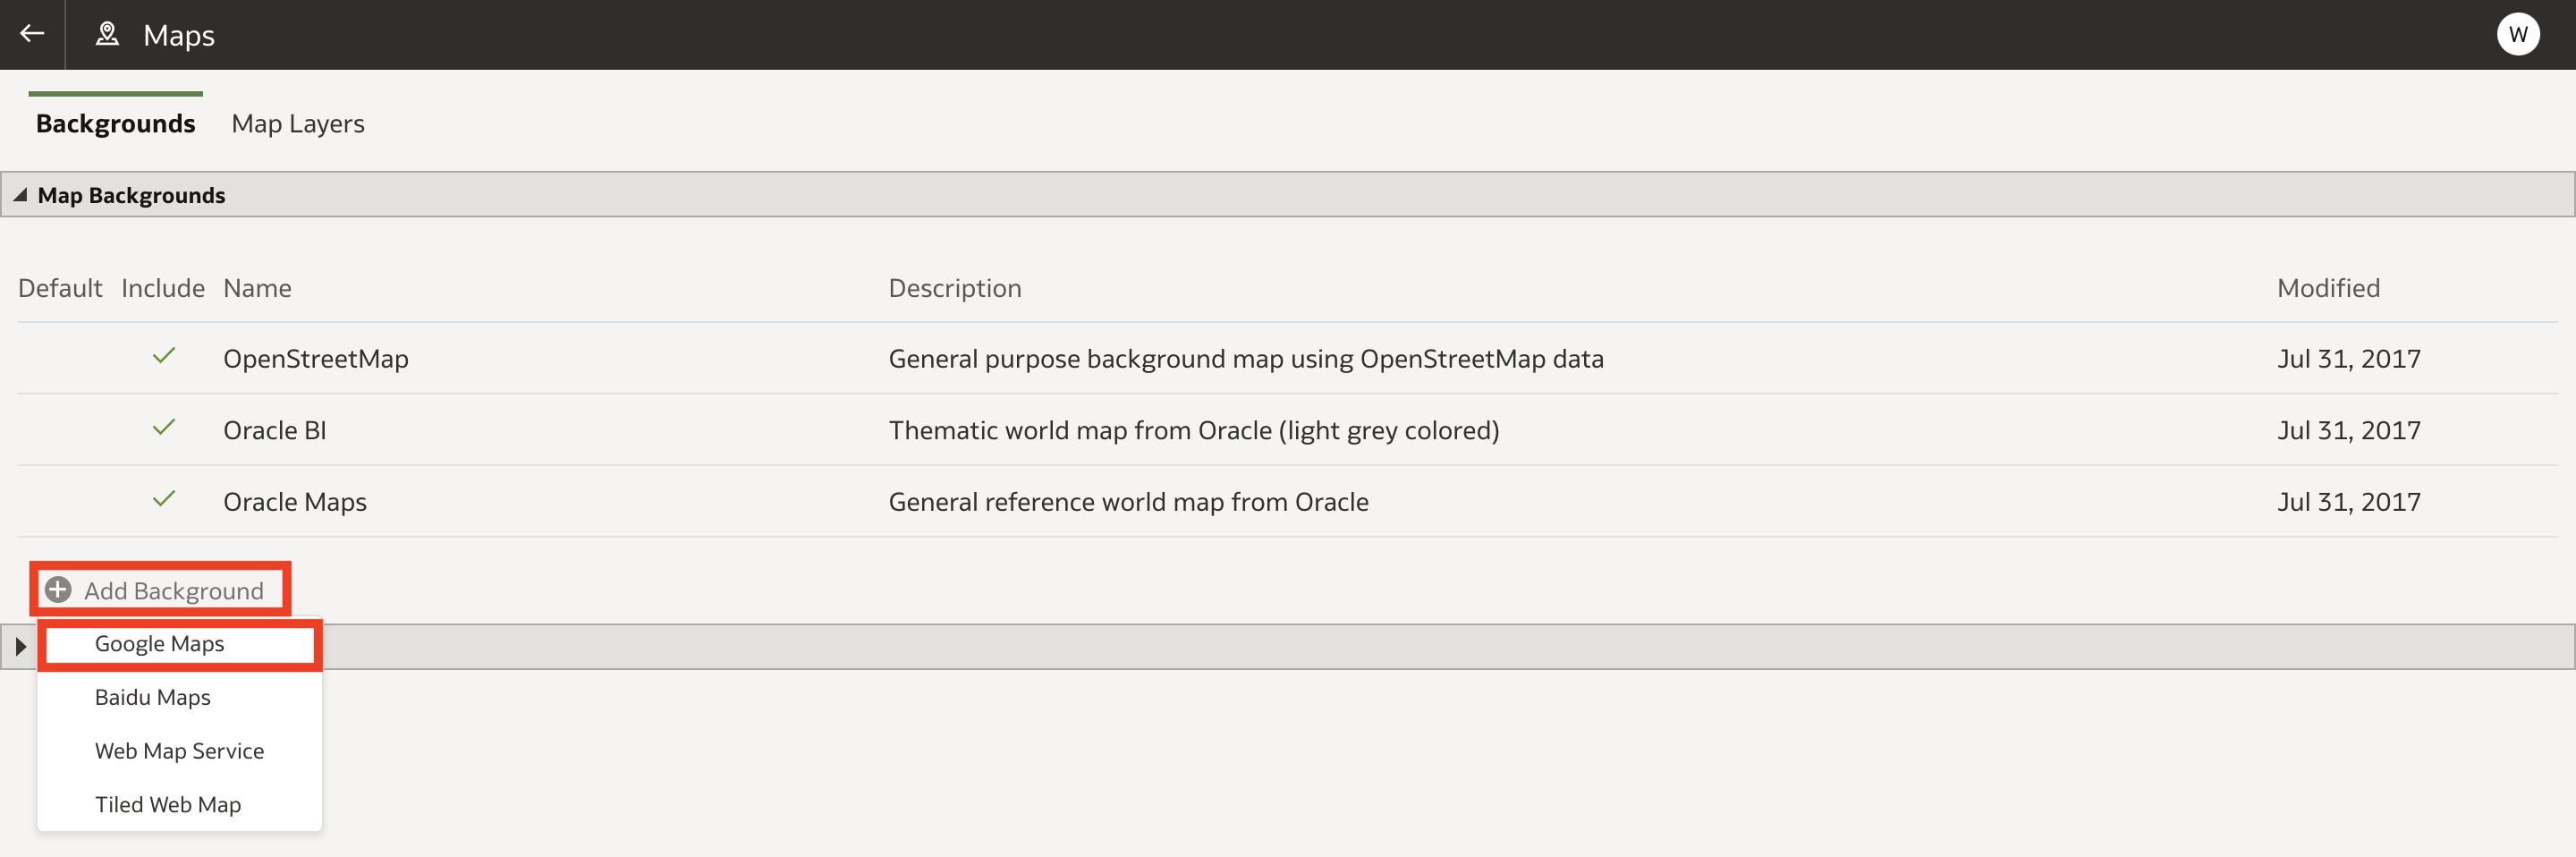 Maps
W
Backgrounds Map Layers
Map Backgrounds
Default Include Name Description Modified
OpenStreetMap General purpose background map using OpenStreetMap data Jul 31, 2017
Oracle BI Thematic world map from Oracle (light grey colored) Jul 31, 2017
Oracle Maps General reference world map from Oracle Jul 31, 2017
Add Background
Google Maps
Baidu Maps
Web Map Service
Tiled Web Map